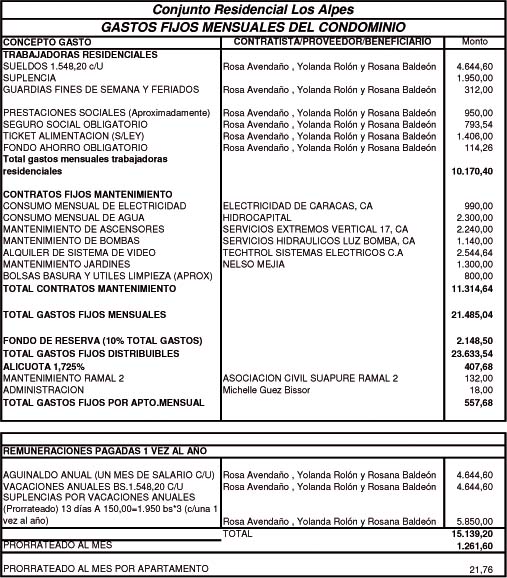 Conjunto Residencial Los Alpes
GASTOS FIJOS MENSUALES DEL CONDOMINIO
CONCEPTO GASTO CONTRATISTA/PROVEEDOR/BENEFICIARIO Monto
TRABAJADORAS RESIDENCIALES
SUELDOS 1.548,20 c/U Rosa Avendaño , Yolanda Rolón y Rosana Baldeón 4.644,60
SUPLENCIA 1.950,00
GUARDIAS FINES DE SEMANA Y FERIADOS Rosa Avendaño , Yolanda Rolón y Rosana Baldeón 312,00
PRESTACIONES SOCIALES (Aproximadamente) Rosa Avendaño , Yolanda Rolón y Rosana Baldeón 950,00
SEGURO SOCIAL OBLIGATORIO Rosa Avendaño , Yolanda Rolón y Rosana Baldeón 793,54
TICKET ALIMENTACION (S/LEY) Rosa Avendaño , Yolanda Rolón y Rosana Baldeón 1.406,00
FONDO AHORRO OBLIGATORIO Rosa Avendaño , Yolanda Rolón y Rosana Baldeón 114,26
Total gastos mensuales trabajadoras
residenciales 10.170,40
CONTRATOS FIJOS MANTENIMIENTO
CONSUMO MENSUAL DE ELECTRICIDAD ELECTRICIDAD DE CARACAS, CA 990,00
CONSUMO MENSUAL DE AGUA HIDROCAPITAL 2.300,00
MANTENIMIENTO DE ASCENSORES SERVICIOS EXTREMOS VERTICAL 17, CA 2.240,00
MANTENIMIENTO DE BOMBAS SERVICIOS HIDRAULICOS LUZ BOMBA, CA 1.140,00
ALQUILER DE SISTEMA DE VIDEO TECHTROL SISTEMAS ELECTRICOS C.A 2.544,64
MANTENIMIENTO JARDINES NELSO MEJIA 1.300,00
BOLSAS BASURA Y UTILES LIMPIEZA (APROX) 800,00
TOTAL CONTRATOS MANTENIMIENTO 11.314,64
TOTAL GASTOS FIJOS MENSUALES 21.485,04
FONDO DE RESERVA (10% TOTAL GASTOS) 2.148,50
TOTAL GASTOS FIJOS DISTRIBUIBLES 23.633,54
ALICUOTA 1,725% 407,68
MANTENIMIENTO RAMAL 2 ASOCIACION CIVIL SUAPURE RAMAL 2 132,00
ADMINISTRACION Michelle Guez Bissor 18,00
TOTAL GASTOS FIJOS POR APTO.MENSUAL 557,68
REMUNERACIONES PAGADAS 1 VEZ AL AÑO
AGUINALDO ANUAL (UN MES DE SALARIO C/U) Rosa Avendaño , Yolanda Rolón y Rosana Baldeón 4.644,60
VACACIONES ANUALES BS.1.548,20 C/U Rosa Avendaño , Yolanda Rolón y Rosana Baldeón 4.644,60
SUPLENCIAS POR VACACIONES ANUALES
(Prorrateado) 13 días A 150,00=1.950 bs*3 (c/una 1
vez al año) Rosa Avendaño , Yolanda Rolón y Rosana Baldeón 5.850,00
TOTAL 15.139,20
PRORRATEADO AL MES 1.261,60
PRORRATEADO AL MES POR APARTAMENTO 21,76